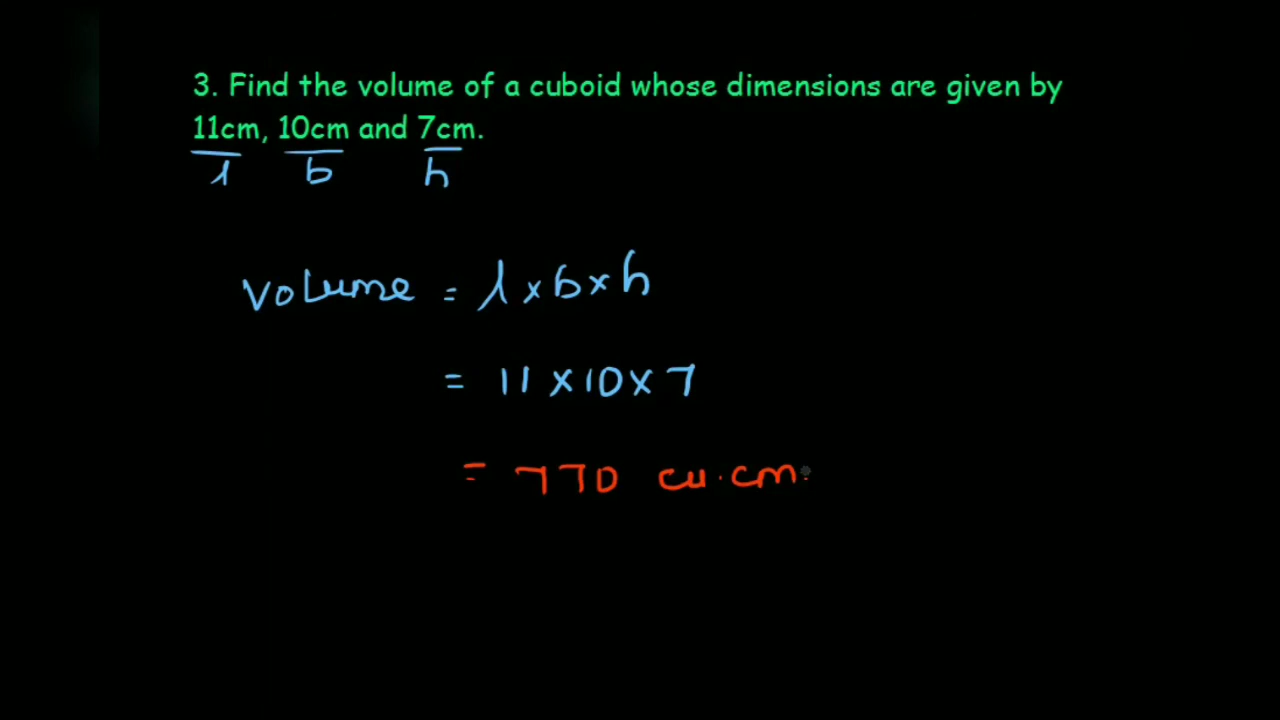 3. Find the volume of a cuboid whose dimensions are given by
11cm, 10cm and 7cm.
l b h
Volume = l x b x h
= 11 x 10 x 7
= 770 cu.cm.